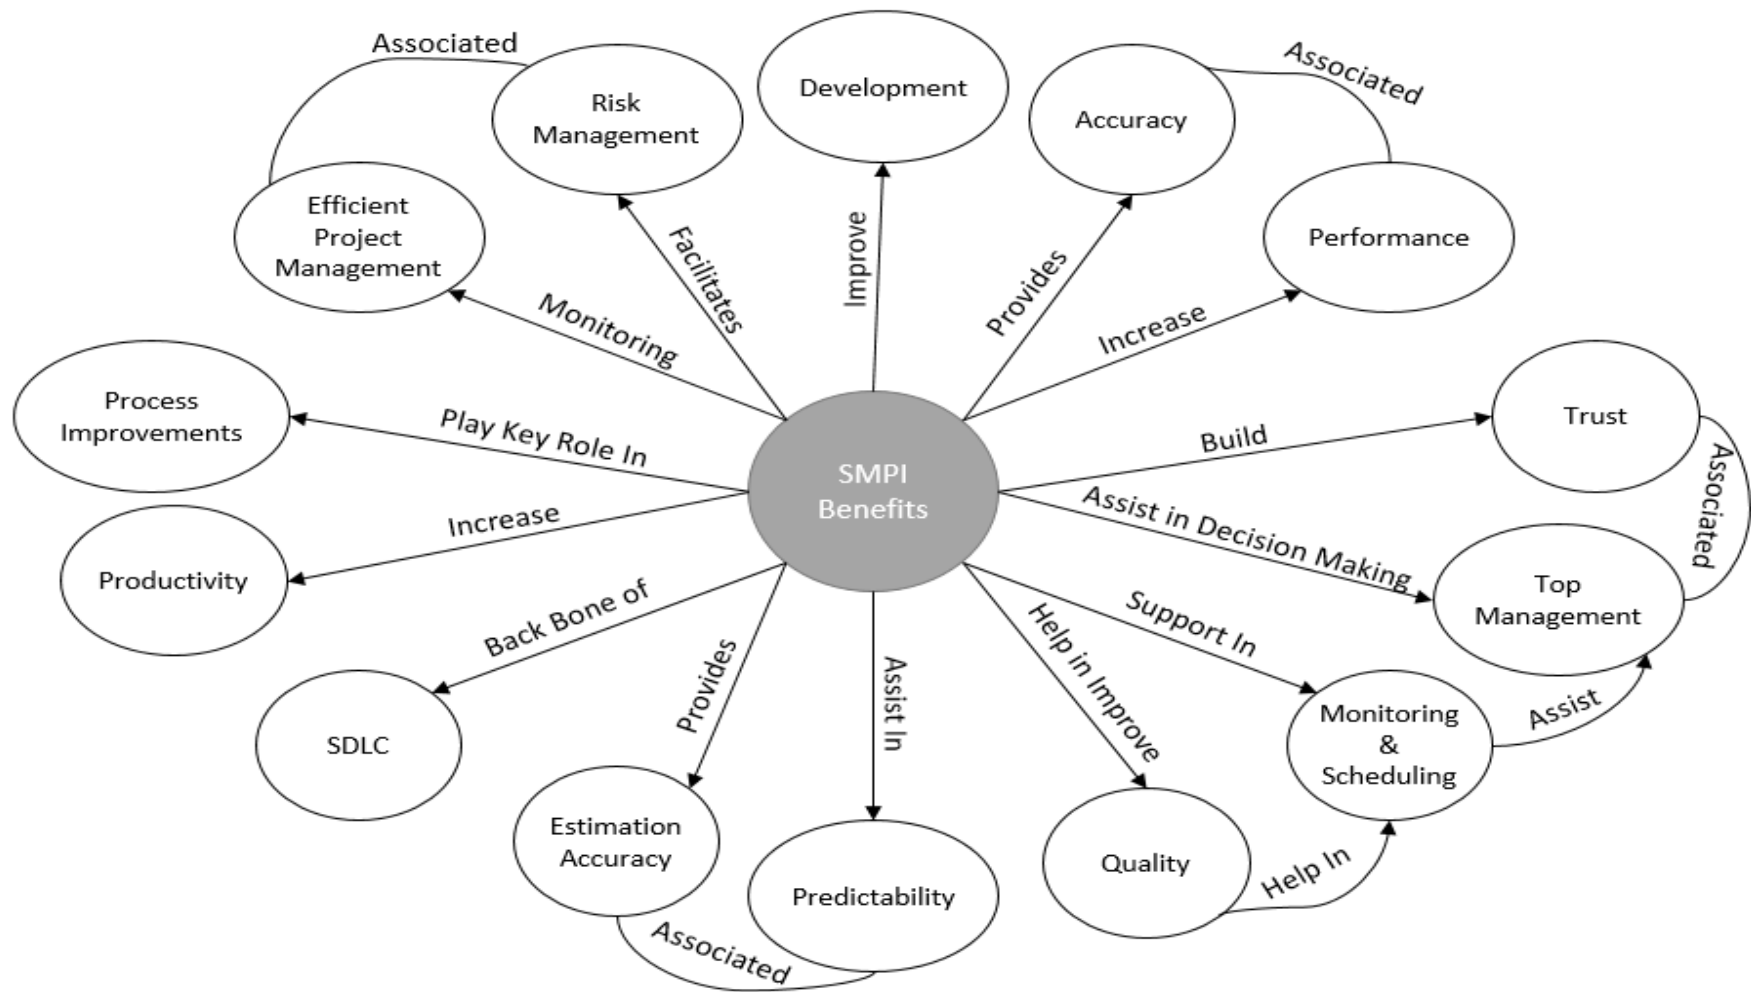 Associated
Development
Associated
Risk
Management
Accuracy
Efficient
Project
Management
Performance
Facilitates
Improve
Provides
Monitoring
Increase
Process
Improvements
Play Key Role In
Build
Trust
Associated
SMPI
Benefits
Increase
Assist in Decision Making
Productivity
Top
Management
Back Bone of
Provides
Assist In
Help in Improve
Support In
Assist
SDLC
Monitoring
&
Scheduling
Estimation
Accuracy
Predictability
Quality
Help In
Associated